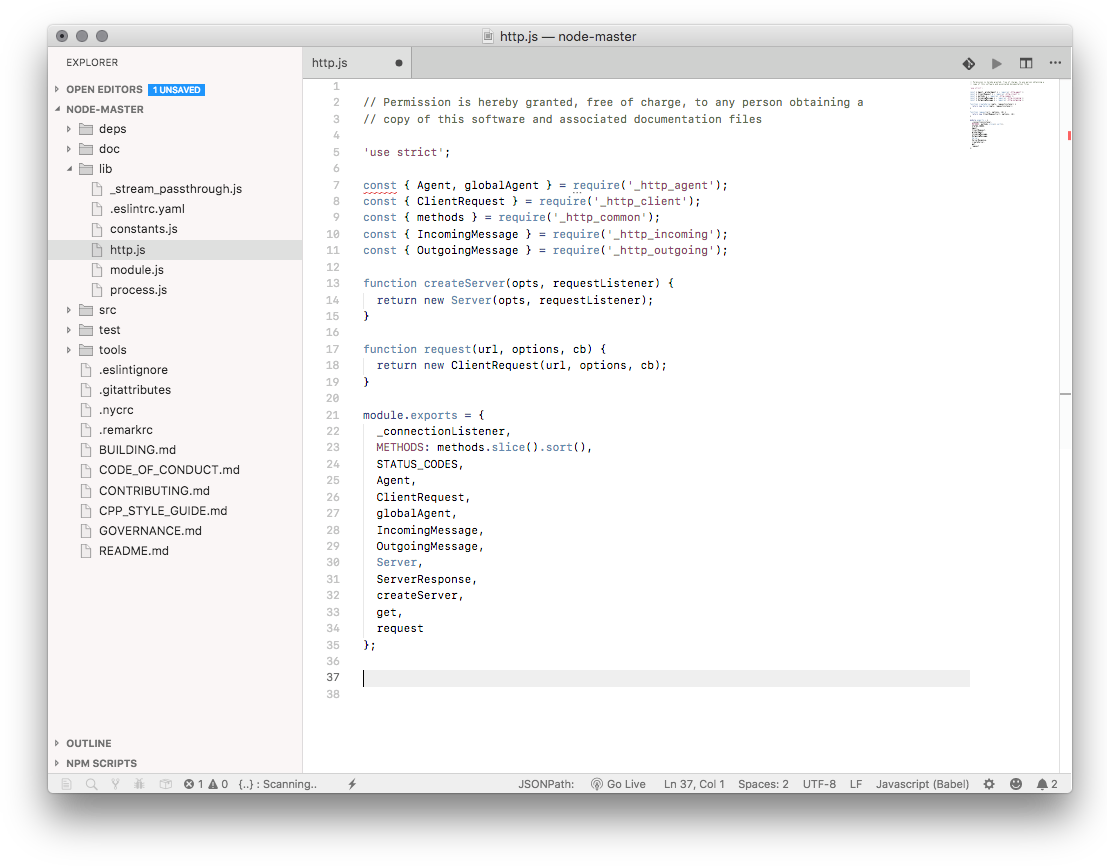 http.js — node-master
EXPLORER
OPEN EDITORS 1 UNSAVED
NODE-MASTER
deps
doc
lib
_stream_passthrough.js
.eslintrc.yaml
constants.js
http.js
module.js
process.js
src
test
tools
.eslintignore
.gitattributes
.nycrc
.remarkrc
BUILDING.md
CODE_OF_CONDUCT.md
CONTRIBUTING.md
CPP_STYLE_GUIDE.md
GOVERNANCE.md
README.md
OUTLINE
NPM SCRIPTS
http.js
1
2 // Permission is hereby granted, free of charge, to any person obtaining a
3 // copy of this software and associated documentation files
4
5 'use strict';
6
7 const { Agent, globalAgent } = require('_http_agent');
8 const { ClientRequest } = require('_http_client');
9 const { methods } = require('_http_common');
10 const { IncomingMessage } = require('_http_incoming');
11 const { OutgoingMessage } = require('_http_outgoing');
12
13 function createServer(opts, requestListener) {
14 return new Server(opts, requestListener);
15 }
16
17 function request(url, options, cb) {
18 return new ClientRequest(url, options, cb);
19 }
20
21 module.exports = {
22 _connectionListener,
23 METHODS: methods.slice().sort(),
24 STATUS_CODES,
25 Agent,
26 ClientRequest,
27 globalAgent,
28 IncomingMessage,
29 OutgoingMessage,
30 Server,
31 ServerResponse,
32 createServer,
33 get,
34 request
35 };
36
37
38
1 0 {..} : Scanning.. JSONPath: Go Live Ln 37, Col 1 Spaces: 2 UTF-8 LF Javascript (Babel) 2